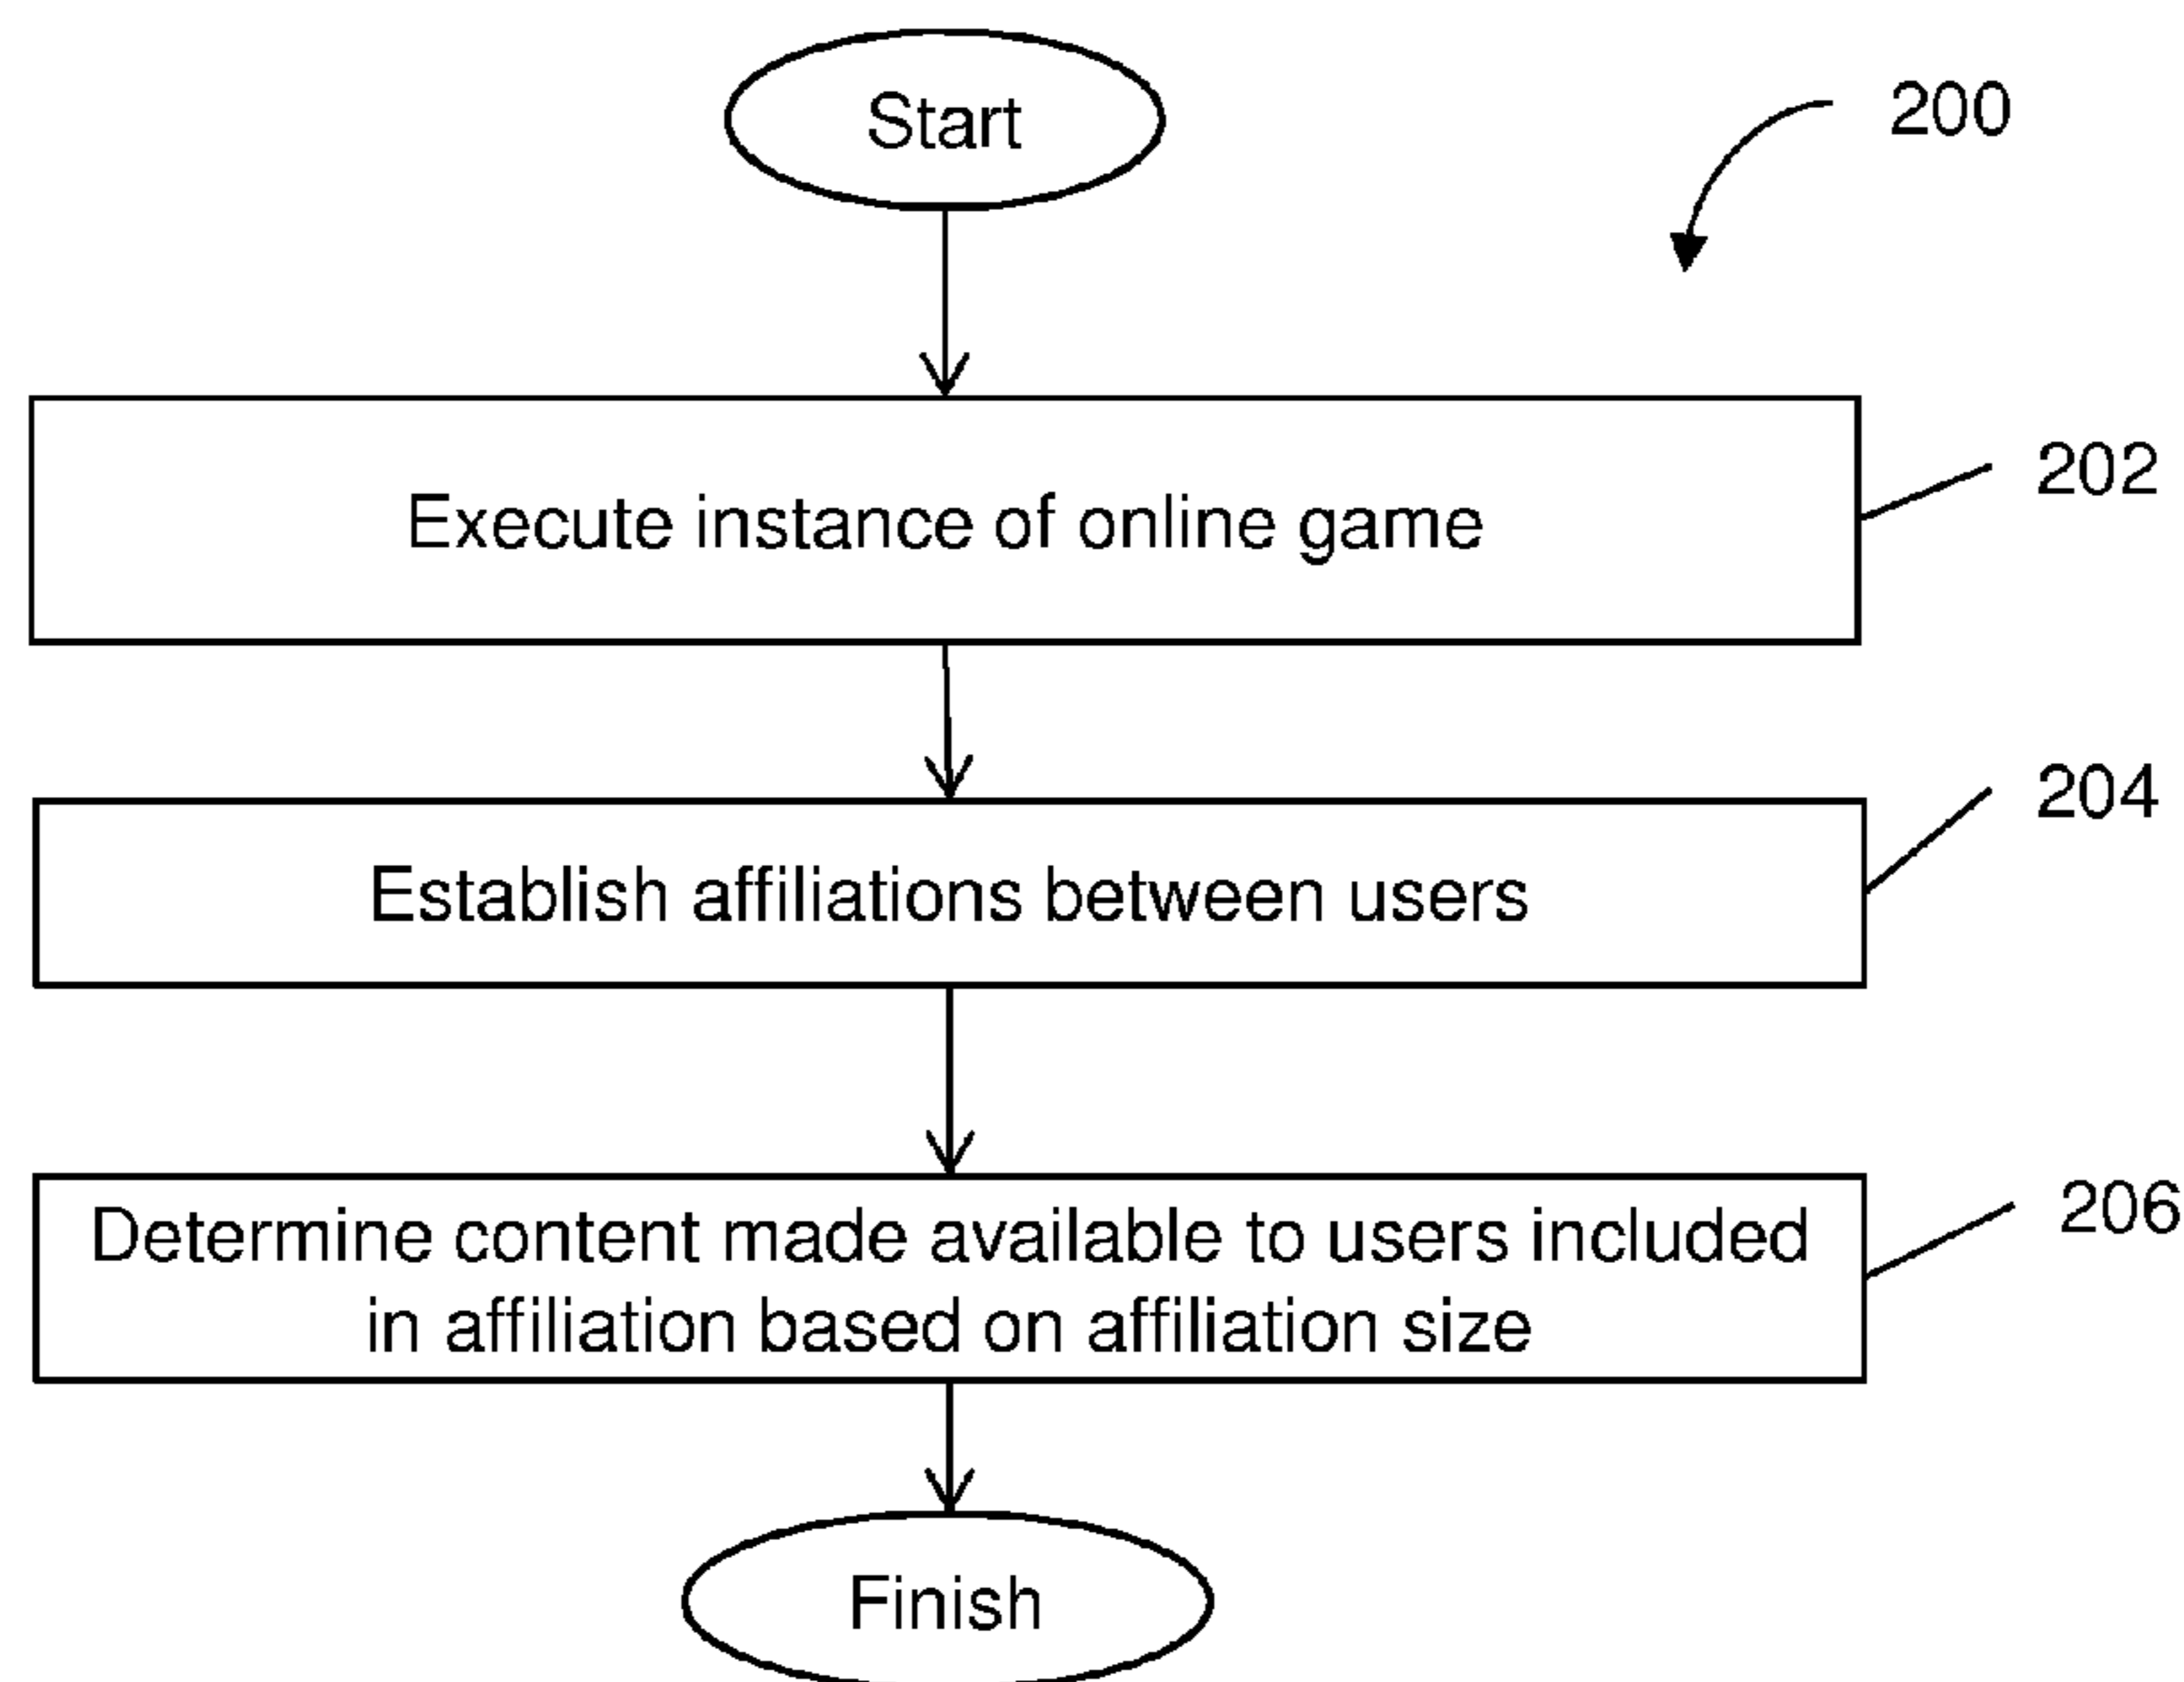 Start
200
Execute instance of online game
202
Establish affiliations between users
204
Determine content made available to users included
in affiliation based on affiliation size
206
Finish